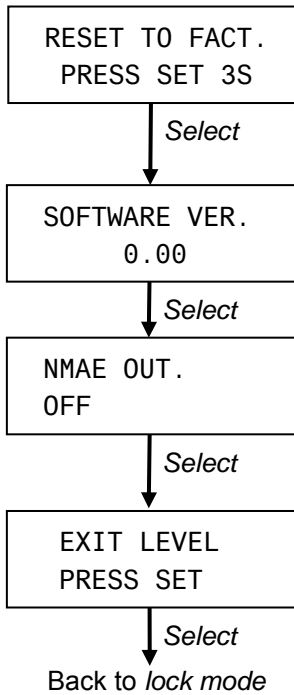 RESET TO FACT.
PRESS SET 3S
Select
SOFTWARE VER.
0.00
Select
NMAE OUT.
OFF
Select
EXIT LEVEL
PRESS SET
Select
Back to lock mode